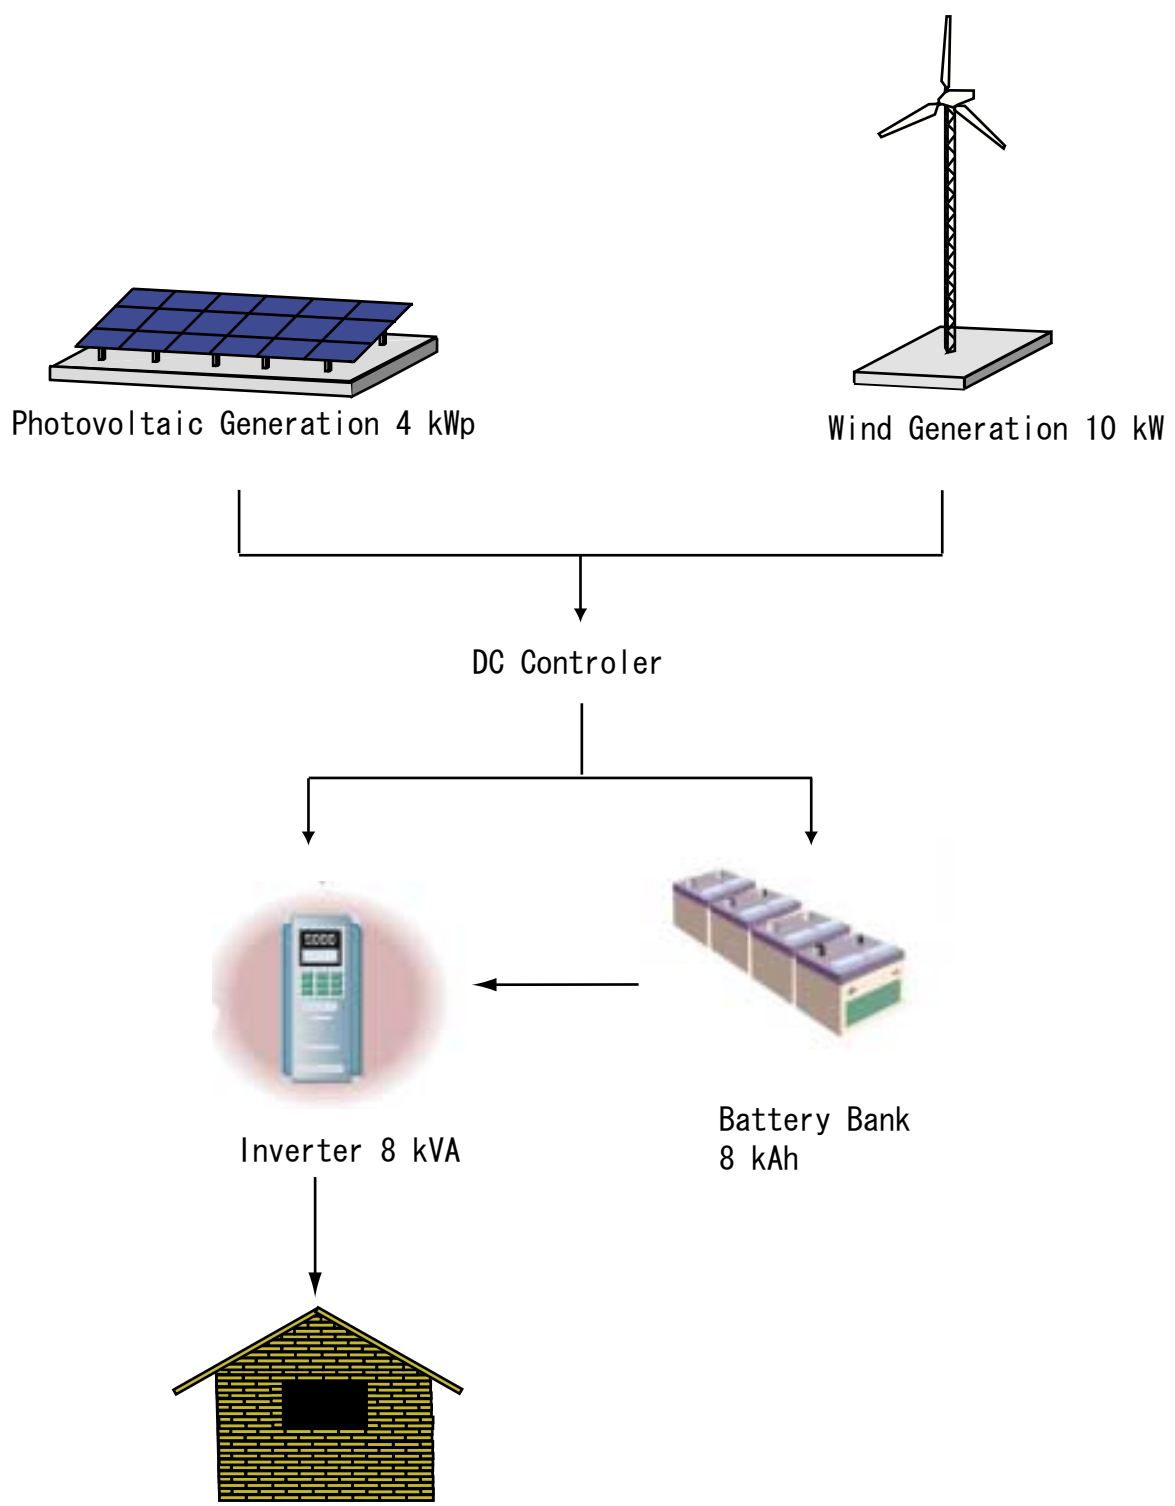 Photovoltaic Generation 4 kWp
Wind Generation 10 kW
DC Controler
Inverter 8 kVA
Battery Bank
8 kAh